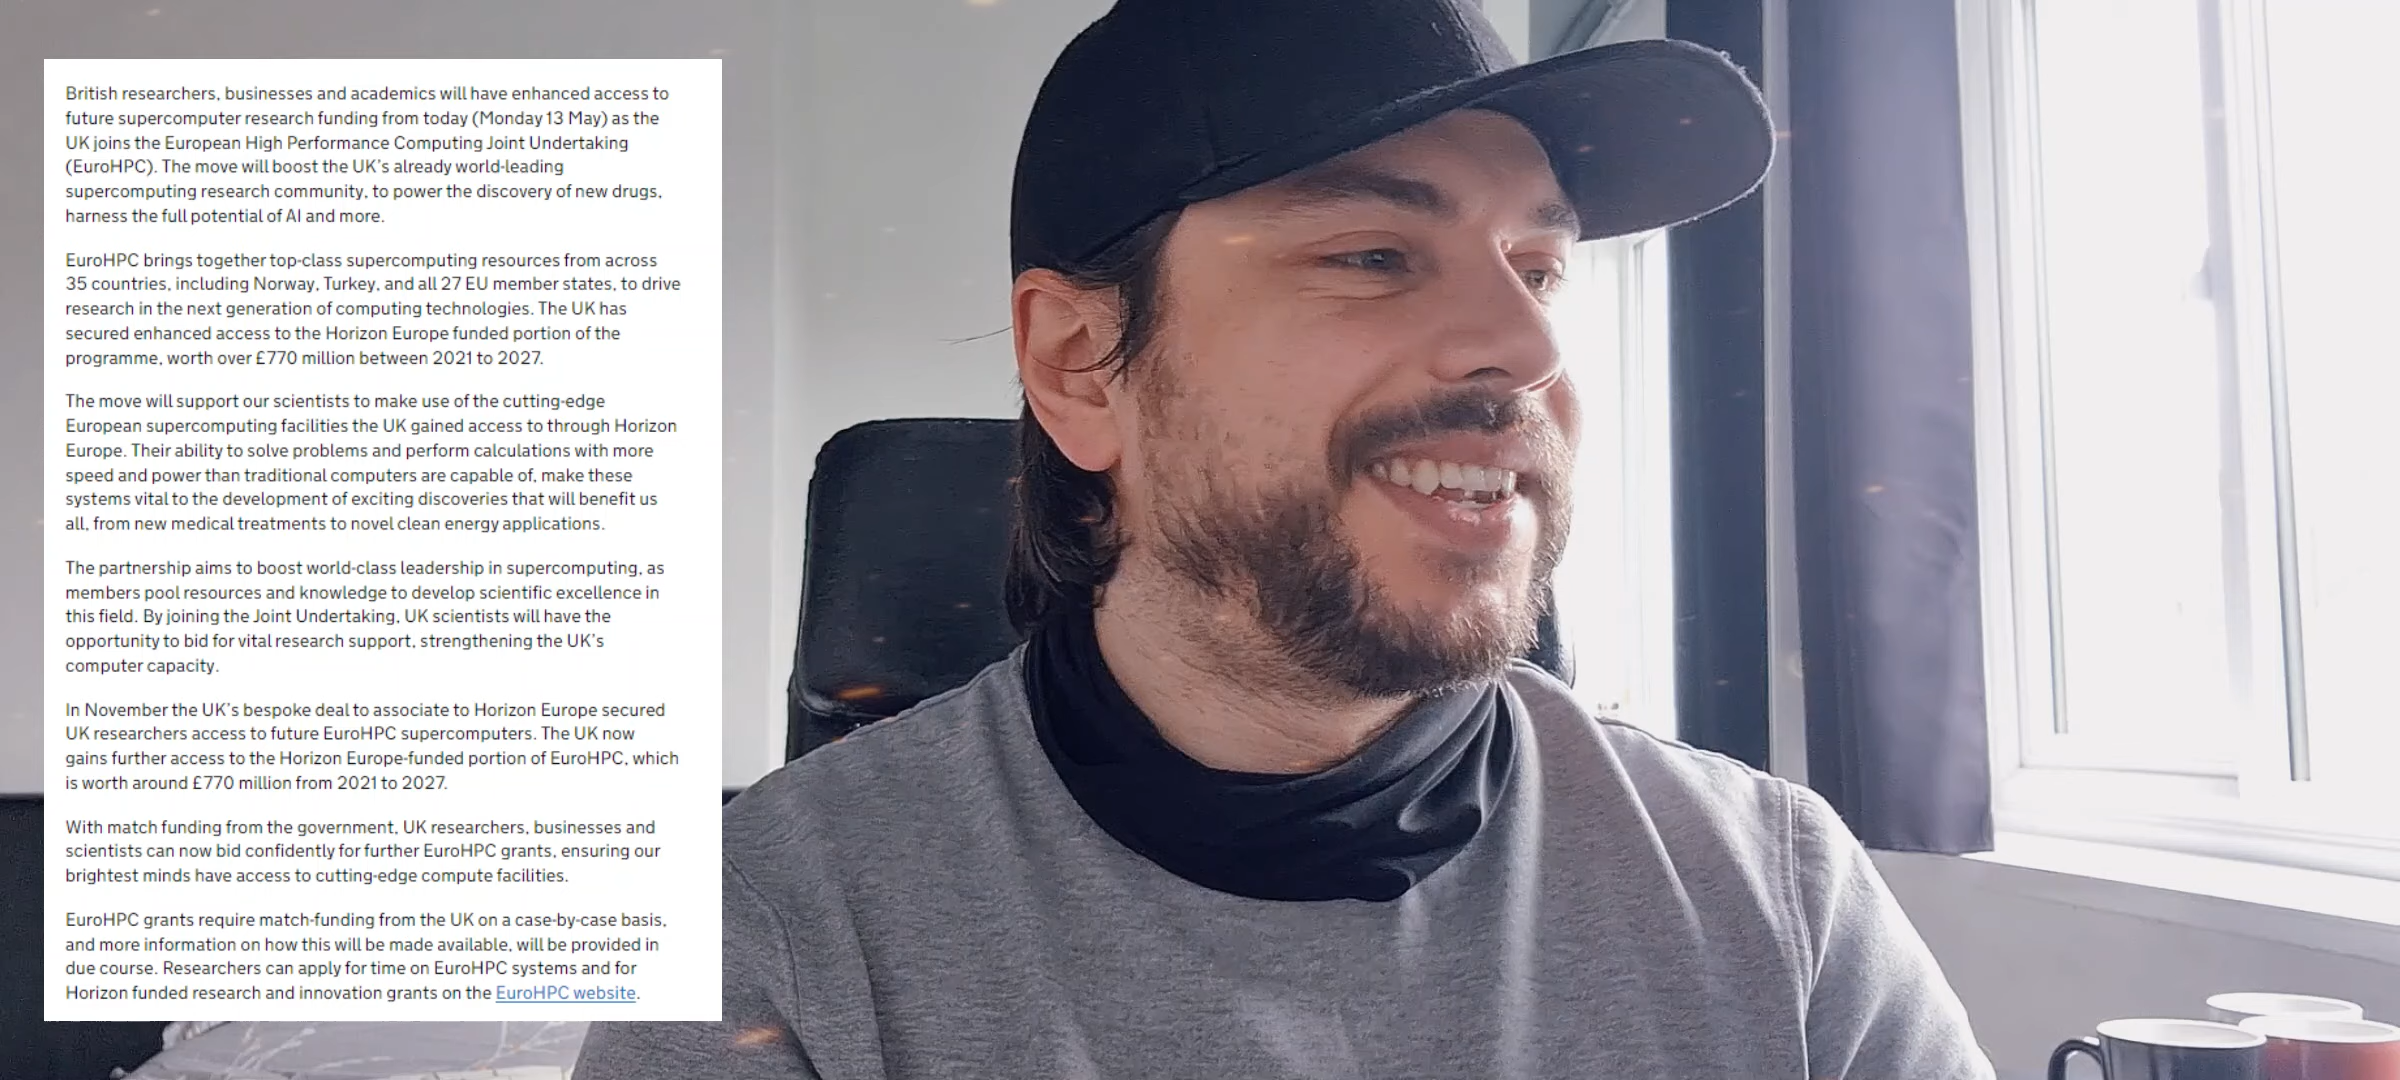 British researchers, businesses and academics will have enhanced access to
future supercomputer research funding from today (Monday 13 May) as the
UK joins the European High Performance Computing Joint Undertaking
(EuroHPC). The move will boost the UK's already world-leading
supercomputing research community, to power the discovery of new drugs,
harness the full potential of AI and more.
EuroHPC brings together top-class supercomputing resources from across
35 countries, including Norway, Turkey, and all 27 EU member states, to drive
research in the next generation of computing technologies. The UK has
secured enhanced access to the Horizon Europe funded portion of the
programme, worth over £770 million between 2021 to 2027.
The move will support our scientists to make use of the cutting-edge
European supercomputing facilities the UK gained access to through Horizon
Europe. Their ability to solve problems and perform calculations with more
speed and power than traditional computers are capable of, make these
systems vital to the development of exciting discoveries that will benefit us
all, from new medical treatments to novel clean energy applications.
The partnership aims to boost world-class leadership in supercomputing, as
members pool resources and knowledge to develop scientific excellence in
this field. By joining the Joint Undertaking, UK scientists will have the
opportunity to bid for vital research support, strengthening the UK's
computer capacity.
In November the UK's bespoke deal to associate to Horizon Europe secured
UK researchers access to future EuroHPC supercomputers. The UK now
gains further access to the Horizon Europe-funded portion of EuroHPC, which
is worth around £770 million from 2021 to 2027.
With match funding from the government, UK researchers, businesses and
scientists can now bid confidently for further EuroHPC grants, ensuring our
brightest minds have access to cutting-edge compute facilities.
EuroHPC grants require match-funding from the UK on a case-by-case basis,
and more information on how this will be made available, will be provided in
due course. Researchers can apply for time on EuroHPC systems and for
Horizon funded research and innovation grants on the EuroHPC website.